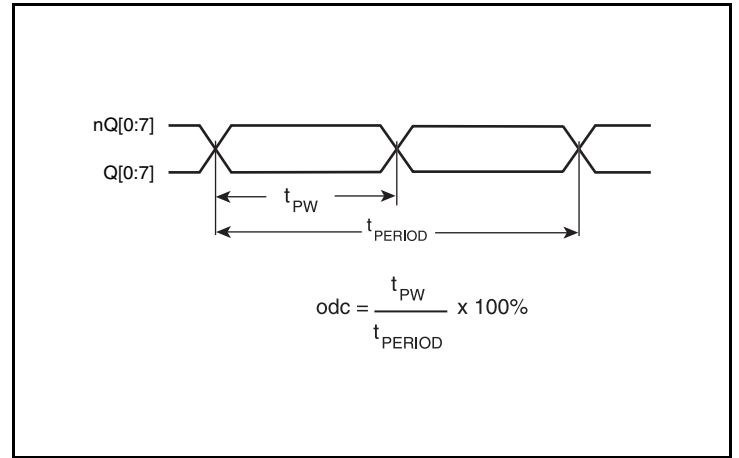 nQ[0:7]
Q[0:7]
tPW
tPERIOD
odc = tPW / tPERIOD x 100%